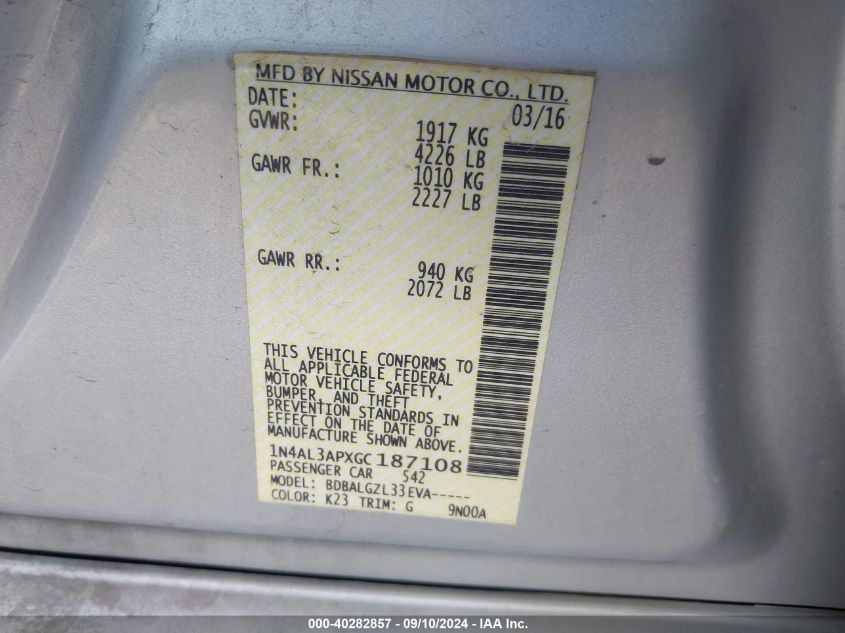 MFD BY NISSAN MOTOR CO., LTD.
DATE: 03/16
GVWR: 1917 KG
4226 LB
GAWR FR.: 1010 KG
2227 LB
GAWR RR.: 940 KG
2072 LB
THIS VEHICLE CONFORMS TO
ALL APPLICABLE FEDERAL
MOTOR VEHICLE SAFETY,
BUMPER, AND THEFT
PREVENTION STANDARDS IN
EFFECT ON THE DATE OF
MANUFACTURE SHOWN ABOVE.
1N4AL3APXGC187108
PASSENGER CAR 542
MODEL: BDBALGZL33EVA-----
COLOR: K23 TRIM: G 9N00A
000-40282857 - 09/10/2024 - IAA Inc.